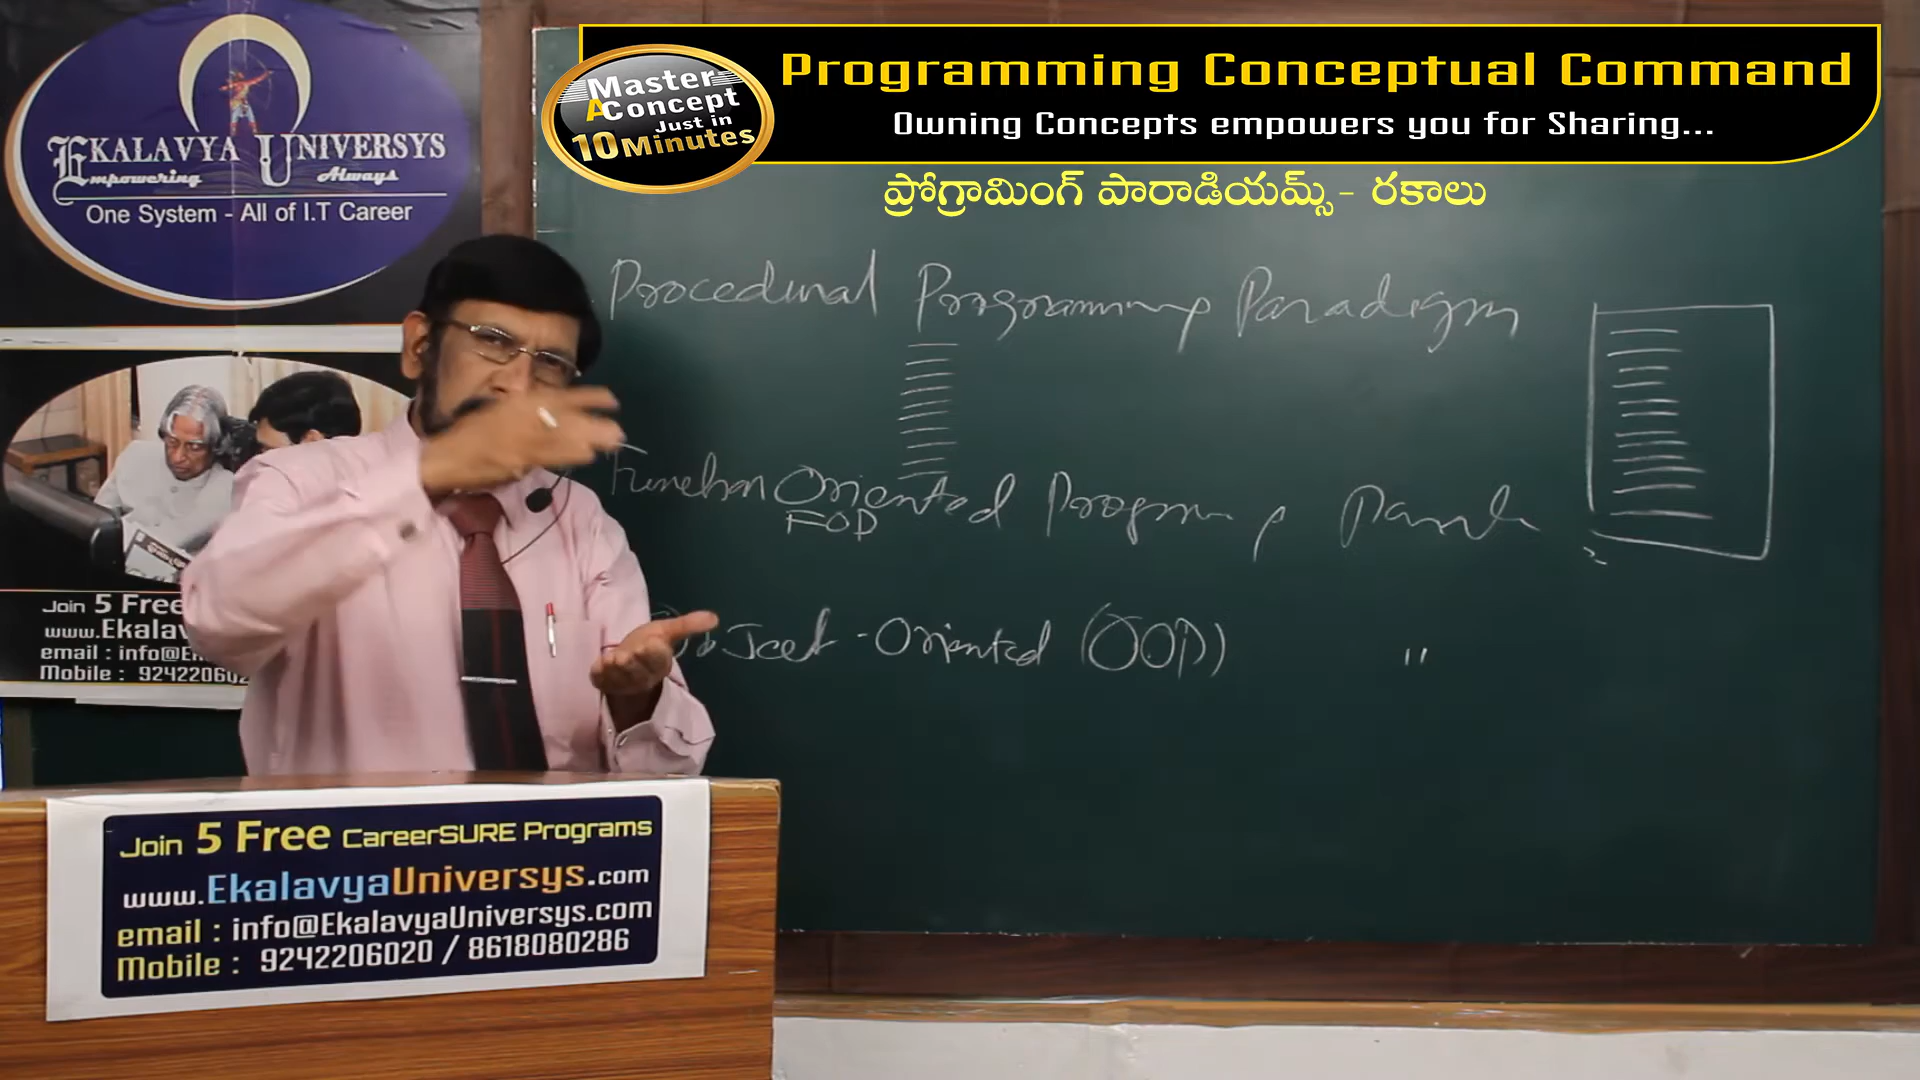 EKALAVYA UNIVERSYS
Empowering Always
One System - All of I.T Career
Master
A Concept
Just in
10 Minutes
Programming Conceptual Command
Owning Concepts empowers you for Sharing...
ప్రోగ్రామింగ్ పారాడియమ్స్ - రకాలు
Procedural Programming Paradigm
Function Oriented
FOP
Object - Oriented (OOP) "
Join 5 Free
www.Ekalav
email : info@E
Mobile : 92422060
Join 5 Free CareerSURE Programs
www.EkalavyaUniversys.com
email : info@EkalavyaUniversys.com
Mobile : 9242206020 / 8618080286